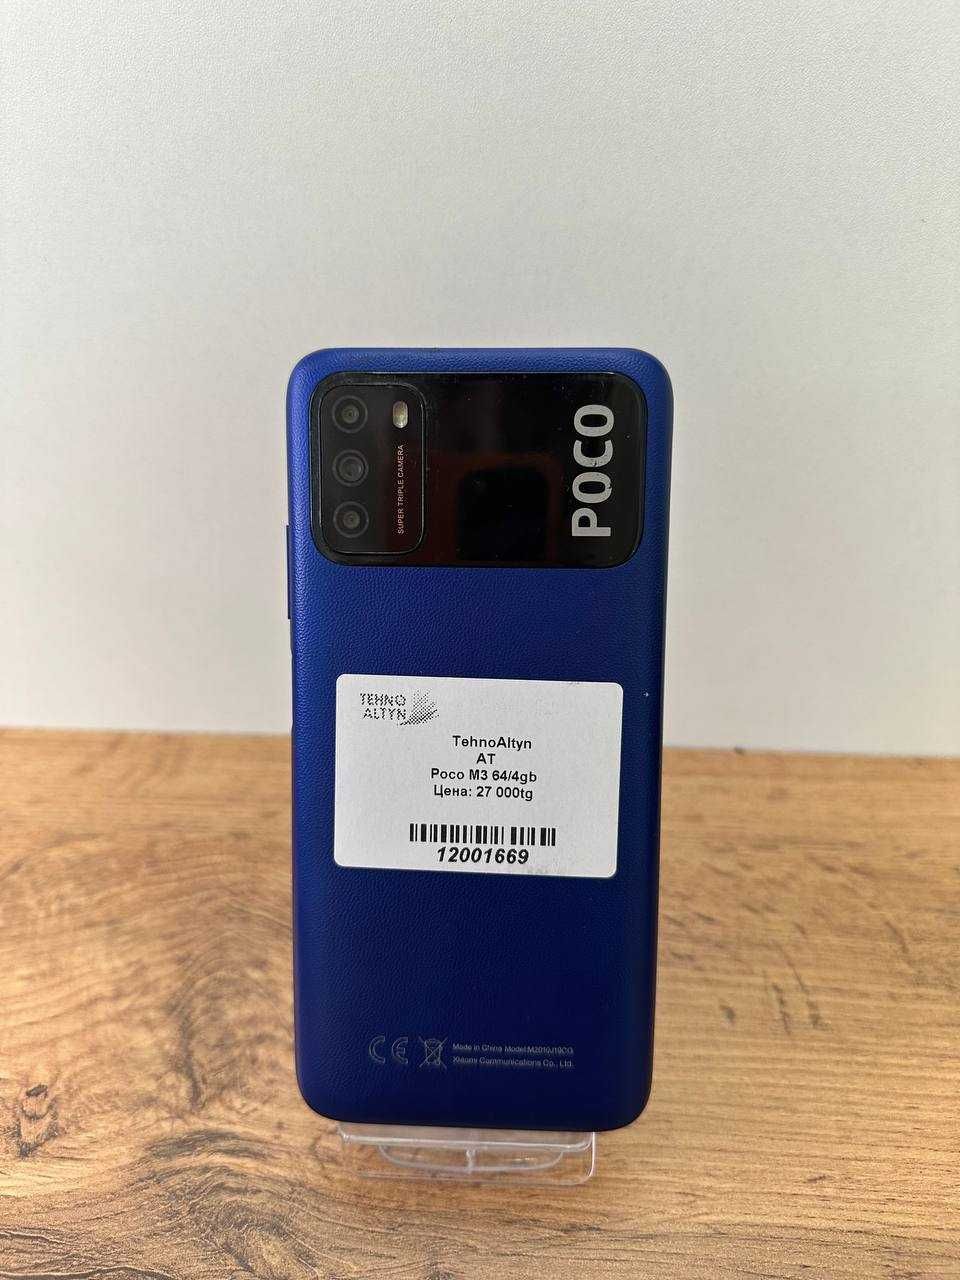 POCO
SUPER TRIPLE CAMERA
TEHNO
ALTYN
TehnoAltyn
AT
Poco M3 64/4gb
Цена: 27 000tg
12001669
CE Made in China Model:M2010J19CG
Xiaomi Communications Co., Ltd.